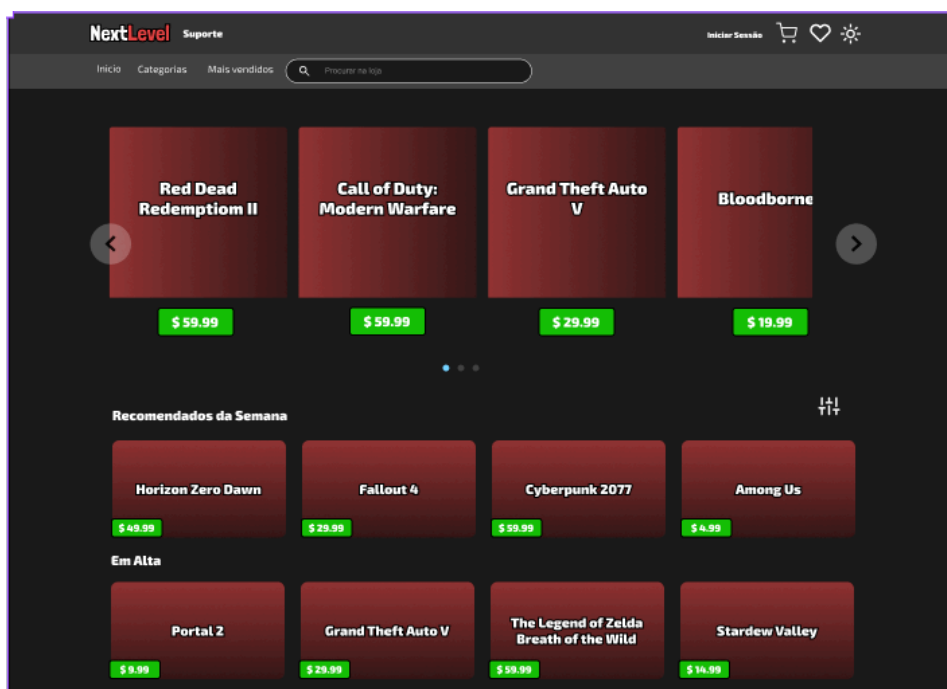 NextLevel Suporte
Iniciar Sessão
Inicio Categorias Mais vendidos Procurar na loja
Red Dead
Redemptiom II
Call of Duty:
Modern Warfare
Grand Theft Auto
V
Bloodborne
$ 59.99
$ 59.99
$ 29.99
$ 19.99
Recomendados da Semana
Horizon Zero Dawn
$ 49.99
Fallout 4
$ 29.99
Cyberpunk 2077
$ 59.99
Among Us
$ 4.99
Em Alta
Portal 2
$ 9.99
Grand Theft Auto V
$ 29.99
The Legend of Zelda
Breath of the Wild
$ 59.99
Stardew Valley
$ 14.99